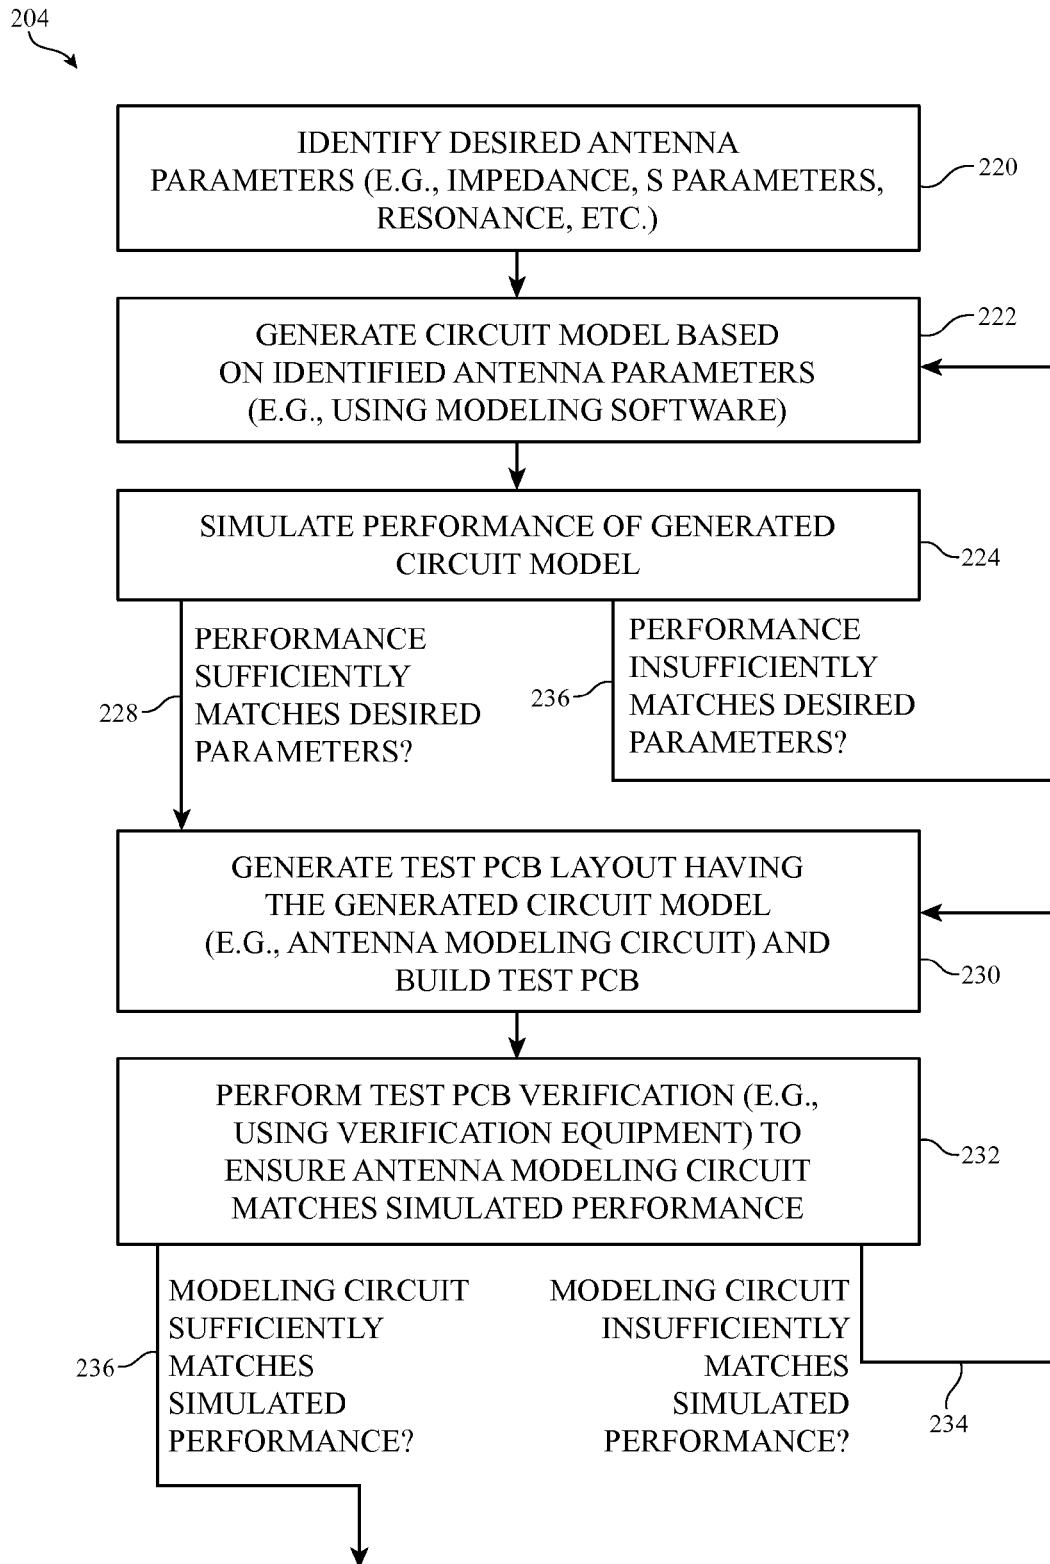 204
IDENTIFY DESIRED ANTENNA
PARAMETERS (E.G., IMPEDANCE, S PARAMETERS,
RESONANCE, ETC.)
220
GENERATE CIRCUIT MODEL BASED
ON IDENTIFIED ANTENNA PARAMETERS
(E.G., USING MODELING SOFTWARE)
222
SIMULATE PERFORMANCE OF GENERATED
CIRCUIT MODEL
224
PERFORMANCE
SUFFICIENTLY
MATCHES DESIRED
PARAMETERS?
228
PERFORMANCE
INSUFFICIENTLY
MATCHES DESIRED
PARAMETERS?
236
GENERATE TEST PCB LAYOUT HAVING
THE GENERATED CIRCUIT MODEL
(E.G., ANTENNA MODELING CIRCUIT) AND
BUILD TEST PCB
230
PERFORM TEST PCB VERIFICATION (E.G.,
USING VERIFICATION EQUIPMENT) TO
ENSURE ANTENNA MODELING CIRCUIT
MATCHES SIMULATED PERFORMANCE
232
MODELING CIRCUIT
SUFFICIENTLY
MATCHES
SIMULATED
PERFORMANCE?
236
MODELING CIRCUIT
INSUFFICIENTLY
MATCHES
SIMULATED
PERFORMANCE?
234